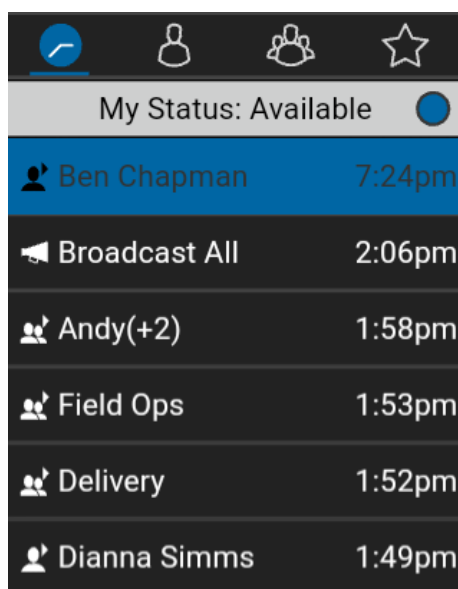 My Status: Available
Ben Chapman 7:24pm
Broadcast All 2:06pm
Andy(+2) 1:58pm
Field Ops 1:53pm
Delivery 1:52pm
Dianna Simms 1:49pm